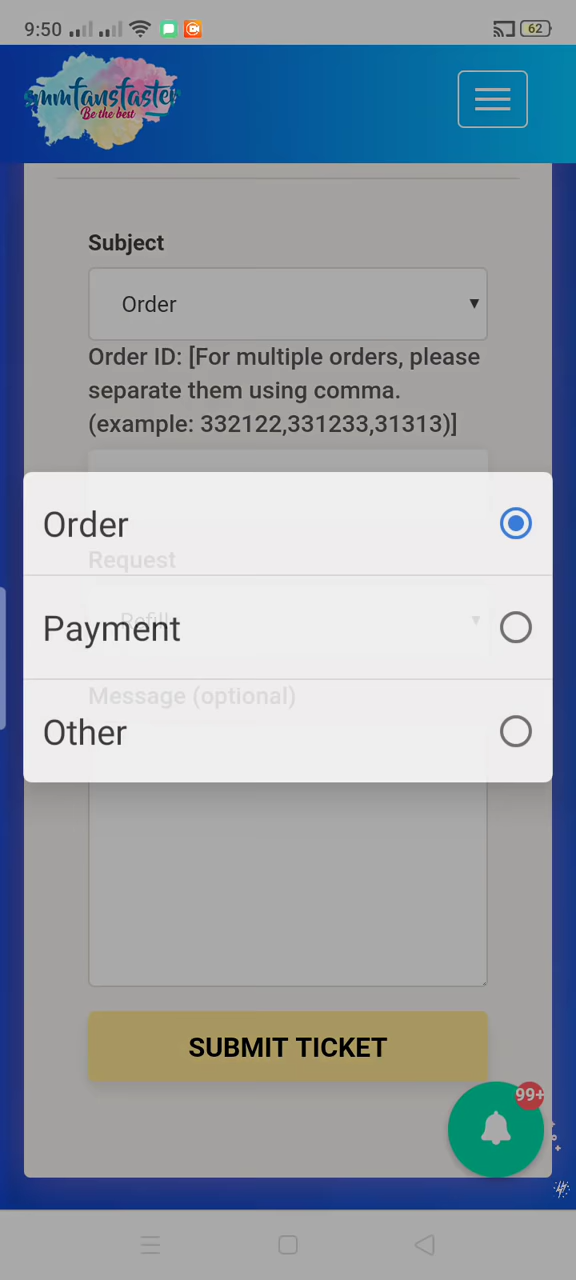 9:50
62
smmfansfaster
Be the best
Subject
Order
Order ID: [For multiple orders, please
separate them using comma.
(example: 332122,331233,31313)]
Order
Request
Refill
Payment
Message (optional)
Other
SUBMIT TICKET
99+